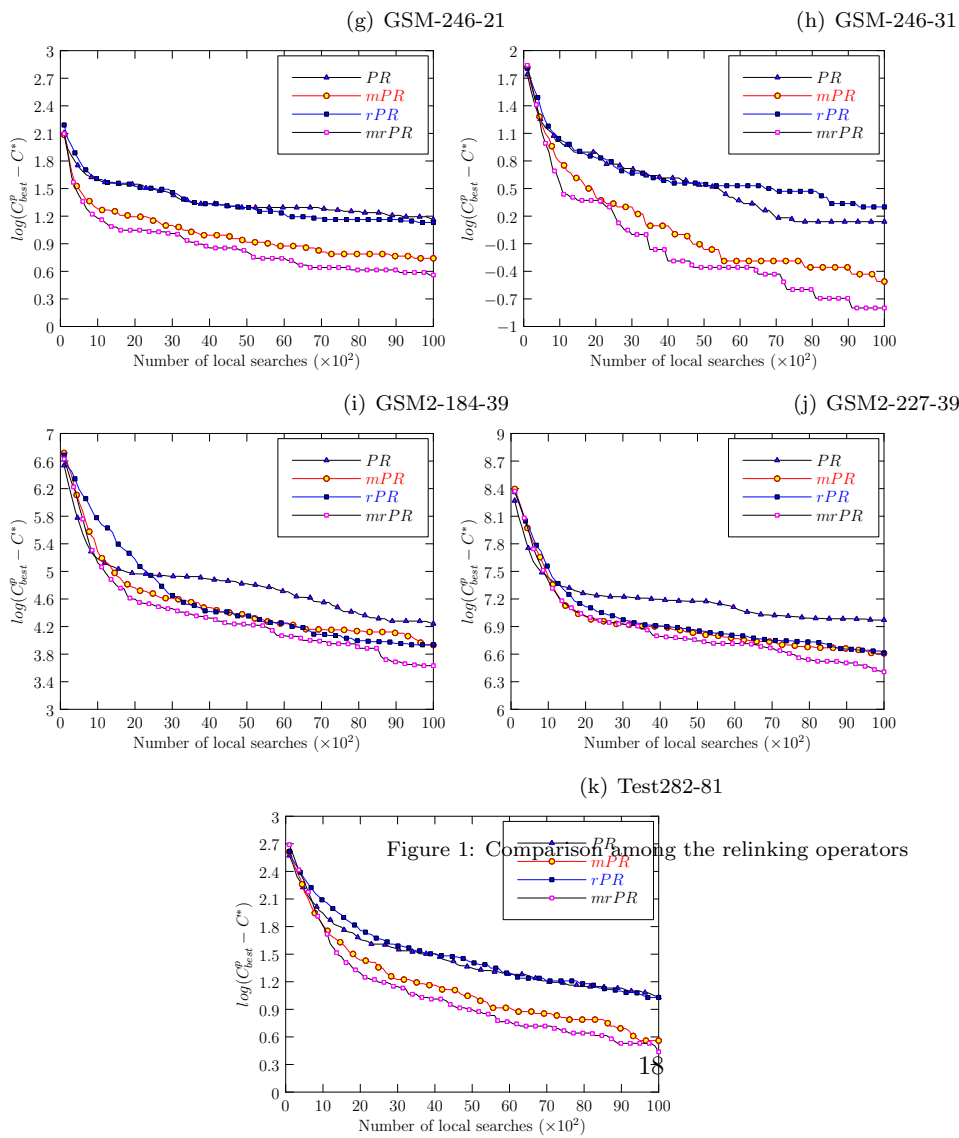 (g) GSM-246-21
(h) GSM-246-31
3
2.7
2.4
2.1
1.8
1.5
1.2
0.9
0.6
0.3
0
log(C^p_best − C*)
PR
mPR
rPR
mrPR
0 10 20 30 40 50 60 70 80 90 100
Number of local searches (×10^2)
2
1.7
1.4
1.1
0.8
0.5
0.2
−0.1
−0.4
−0.7
−1
log(C^p_best − C*)
PR
mPR
rPR
mrPR
0 10 20 30 40 50 60 70 80 90 100
Number of local searches (×10^2)
(i) GSM2-184-39
(j) GSM2-227-39
7
6.6
6.2
5.8
5.4
5
4.6
4.2
3.8
3.4
3
log(C^p_best − C*)
PR
mPR
rPR
mrPR
0 10 20 30 40 50 60 70 80 90 100
Number of local searches (×10^2)
9
8.7
8.4
8.1
7.8
7.5
7.2
6.9
6.6
6.3
6
log(C^p_best − C*)
PR
mPR
rPR
mrPR
0 10 20 30 40 50 60 70 80 90 100
Number of local searches (×10^2)
(k) Test282-81
3
2.7
2.4
2.1
1.8
1.5
1.2
0.9
0.6
0.3
0
log(C^p_best − C*)
PR
mPR
rPR
mrPR
0 10 20 30 40 50 60 70 80 90 100
Number of local searches (×10^2)
Figure 1: Comparison among the relinking operators
18